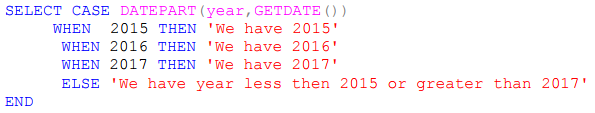 SELECT CASE DATEPART(year,GETDATE())
WHEN 2015 THEN 'We have 2015'
WHEN 2016 THEN 'We have 2016'
WHEN 2017 THEN 'We have 2017'
ELSE 'We have year less then 2015 or greater than 2017'
END